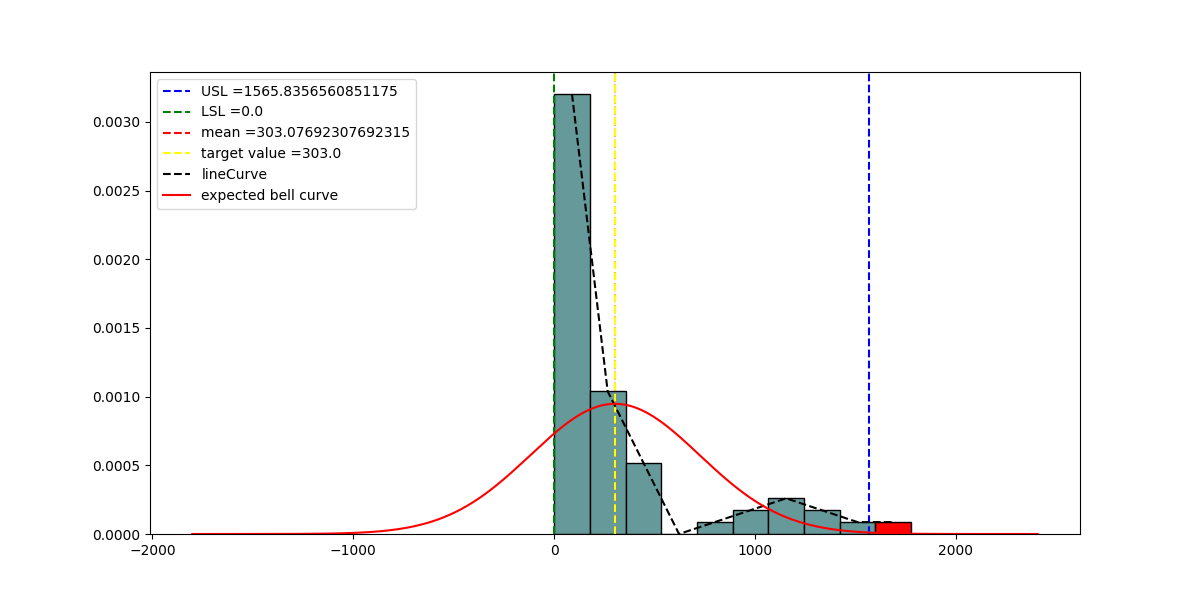 USL =1565.8356560851175
LSL =0.0
mean =303.07692307692315
target value =303.0
lineCurve
expected bell curve
0.0030
0.0025
0.0020
0.0015
0.0010
0.0005
0.0000
−2000 −1000 0 1000 2000